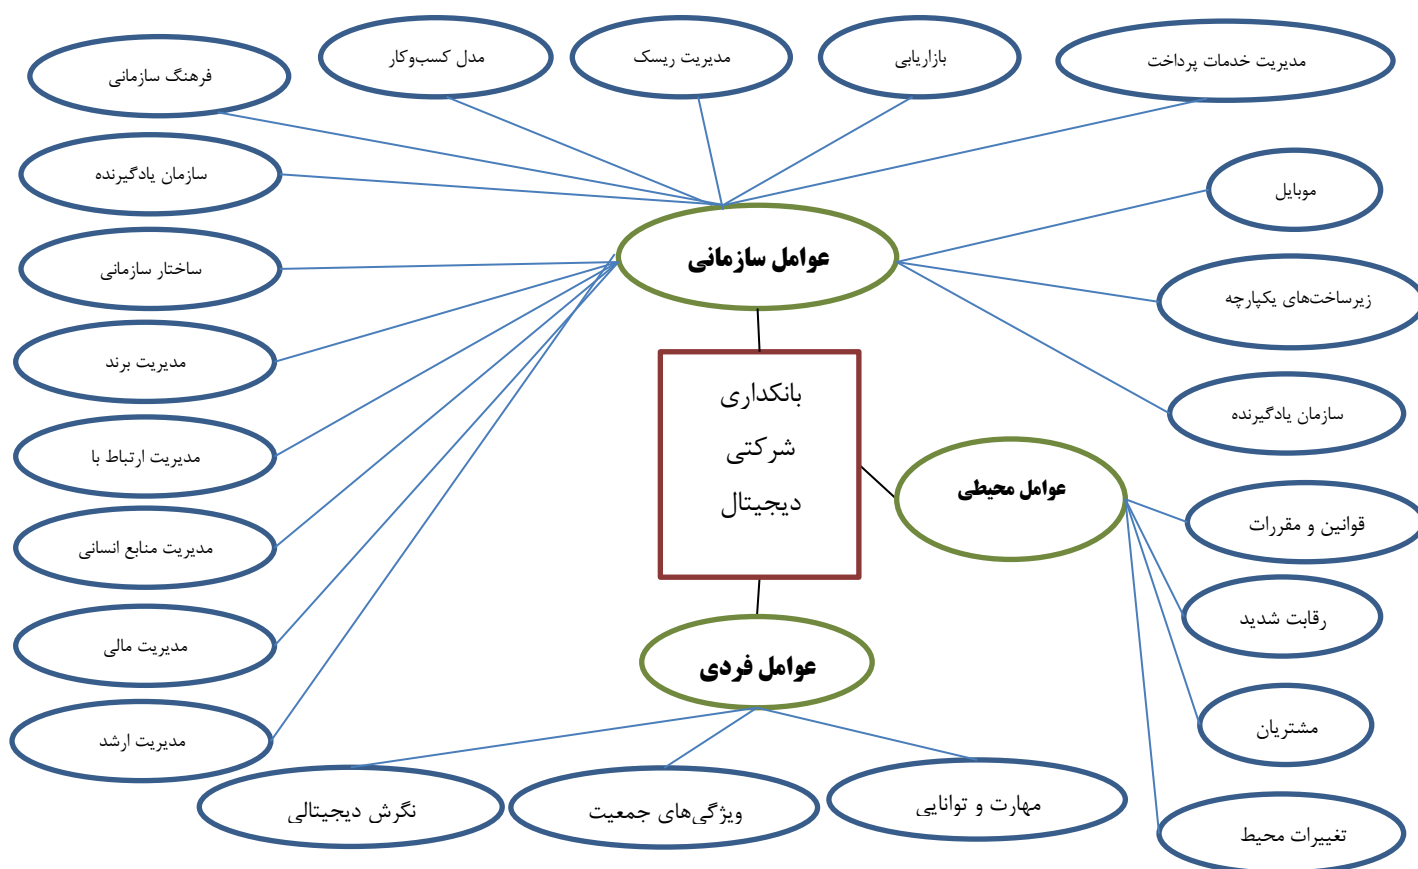 مدیریت خدمات پرداخت
بازاریابی
مدیریت ریسک
مدل کسب‌وکار
فرهنگ سازمانی
سازمان یادگیرنده
موبایل
عوامل سازمانی
ساختار سازمانی
زیرساخت‌های یکپارچه
مدیریت برند
بانکداری
شرکتی
دیجیتال
سازمان یادگیرنده
مدیریت ارتباط با
عوامل محیطی
قوانین و مقررات
مدیریت منابع انسانی
رقابت شدید
مدیریت مالی
عوامل فردی
مشتریان
مدیریت ارشد
مهارت و توانایی
ویژگی‌های جمعیت
نگرش دیجیتالی
تغییرات محیط